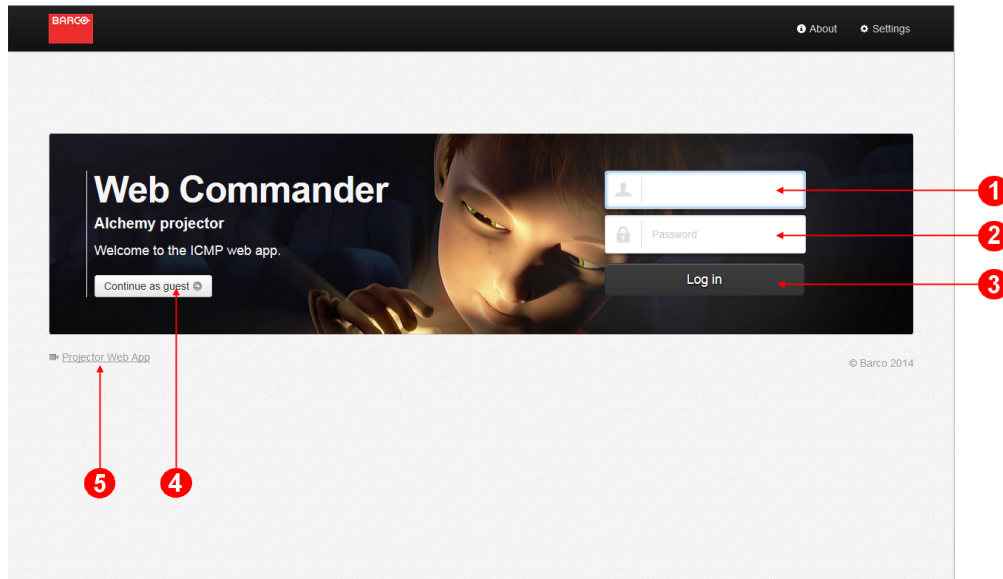 BARCO
About Settings
Web Commander
Alchemy projector
Welcome to the ICMP web app.
Continue as guest
Password
Log in
1
2
3
Projector Web App
© Barco 2014
5 4